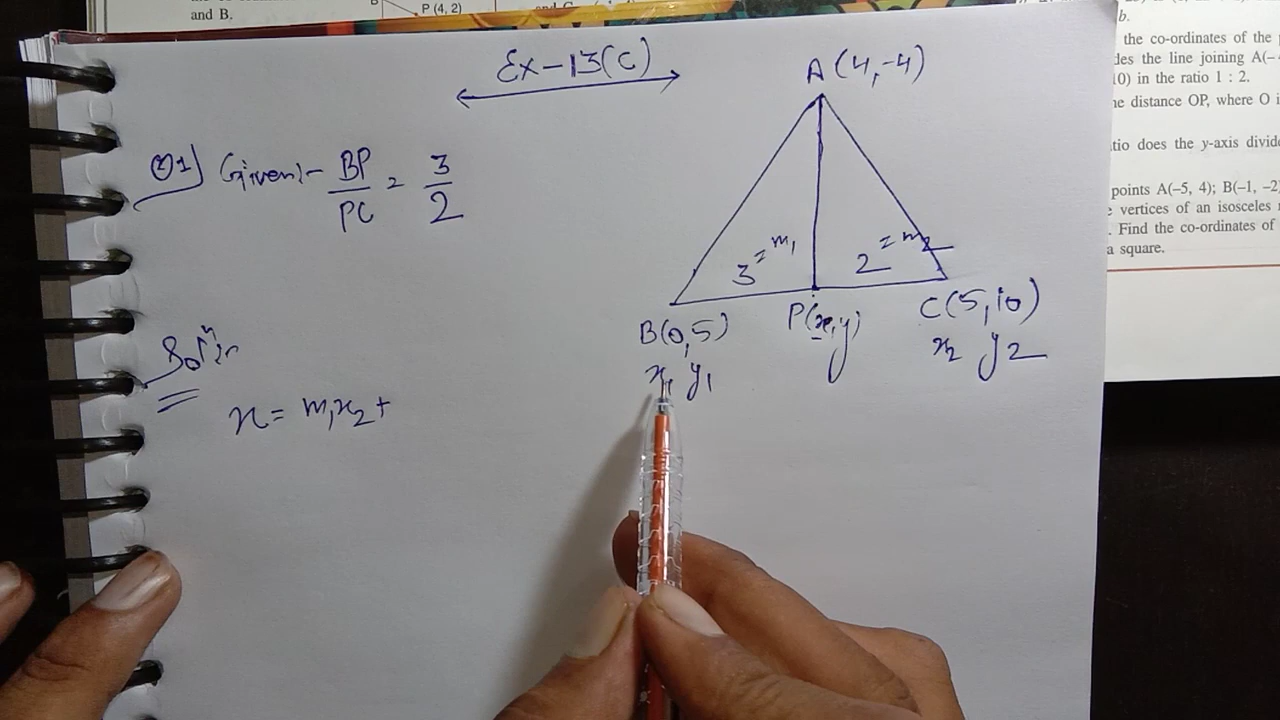 and B.
P (4, 2)
Ex-13(C)
A (4,-4)
Q1) Given:- BP/PC = 3/2
3 = m1
2 = m2
B(0,5)
P(x,y)
C(5,10)
x1 y1
x2 y2
Sol'n
x = m1x2 +
b.
the co-ordinates of the
des the line joining A(-
10) in the ratio 1 : 2.
distance OP, where O i
tio does the y-axis divid
points A(–5, 4); B(–1, –2)
vertices of an isosceles
. Find the co-ordinates of
a square.